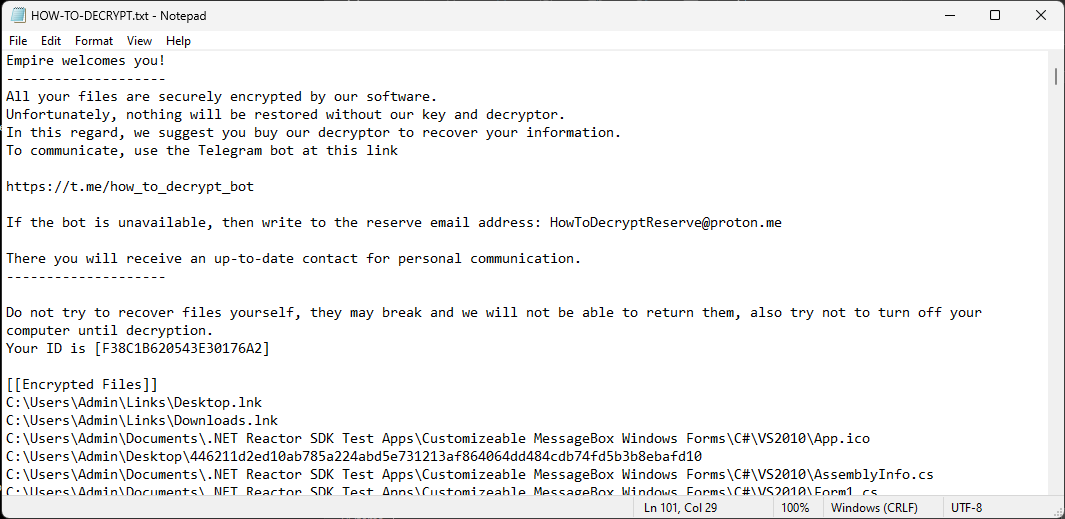 HOW-TO-DECRYPT.txt - Notepad
File Edit Format View Help
Empire welcomes you!
--------------------
All your files are securely encrypted by our software.
Unfortunately, nothing will be restored without our key and decryptor.
In this regard, we suggest you buy our decryptor to recover your information.
To communicate, use the Telegram bot at this link
https://t.me/how_to_decrypt_bot
If the bot is unavailable, then write to the reserve email address: HowToDecryptReserve@proton.me
There you will receive an up-to-date contact for personal communication.
--------------------
Do not try to recover files yourself, they may break and we will not be able to return them, also try not to turn off your
computer until decryption.
Your ID is [F38C1B620543E30176A2]
[[Encrypted Files]]
C:\Users\Admin\Links\Desktop.lnk
C:\Users\Admin\Links\Downloads.lnk
C:\Users\Admin\Documents\.NET Reactor SDK Test Apps\Customizeable MessageBox Windows Forms\C#\VS2010\App.ico
C:\Users\Admin\Desktop\446211d2ed10ab785a224abd5e731213af864064dd484cdb74fd5b3b8ebafd10
C:\Users\Admin\Documents\.NET Reactor SDK Test Apps\Customizeable MessageBox Windows Forms\C#\VS2010\AssemblyInfo.cs
C:\Users\Admin\Documents\.NET Reactor SDK Test Apps\Customizeable MessageBox Windows Forms\C#\VS2010\Form1.cs
Ln 101, Col 29 100% Windows (CRLF) UTF-8